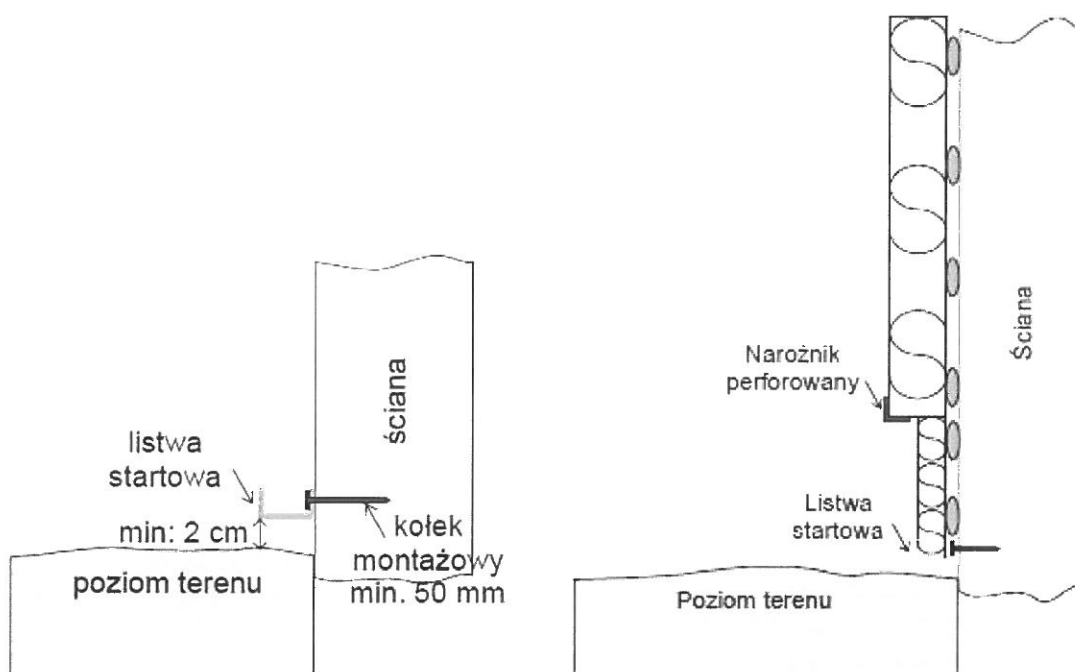 listwa
startowa
min: 2 cm
poziom terenu
ściana
kołek
montażowy
min. 50 mm
Narożnik
perforowany
Listwa
startowa
Poziom terenu
Ściana